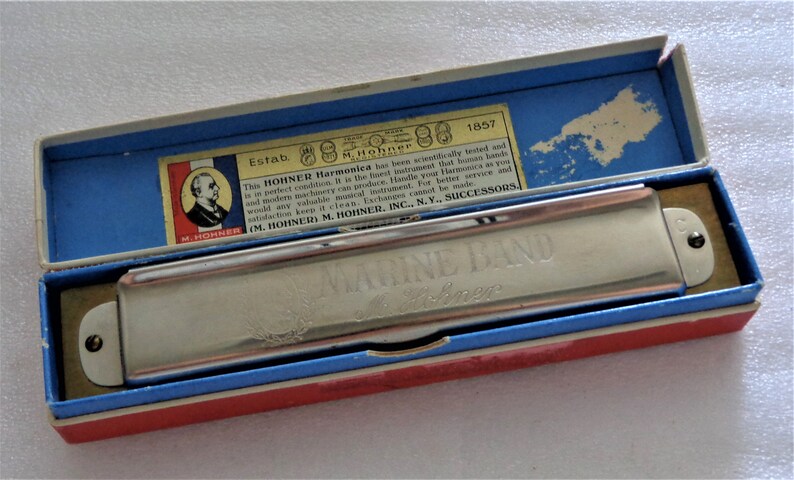 Estab. TRADE MARK 1857
M. Hohner
This HOHNER Harmonica has been scientifically tested and
is in perfect condition. It is the finest instrument that human hands
and modern machinery can produce. Handle your Harmonica as you
would any valuable musical instrument. For better service and
satisfaction keep it clean. Exchanges cannot be made.
(M. HOHNER) M. HOHNER, INC., N.Y., SUCCESSORS.
M. HOHNER
MARINE BAND
M. Hohner
C